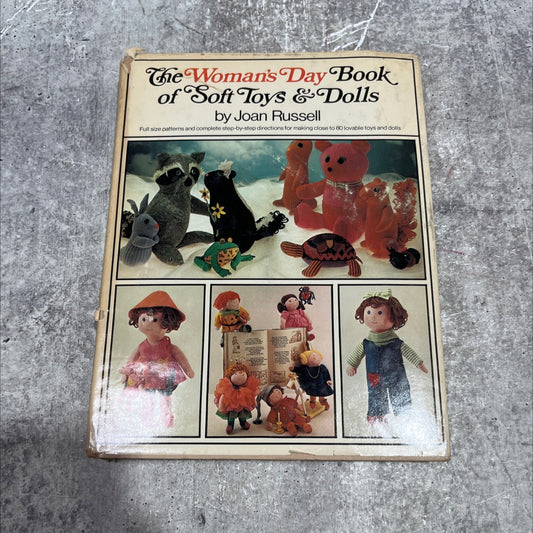 The Woman's Day Book
of Soft Toys & Dolls
by Joan Russell
Full size patterns and complete step-by-step directions for making close to 80 lovable toys and dolls